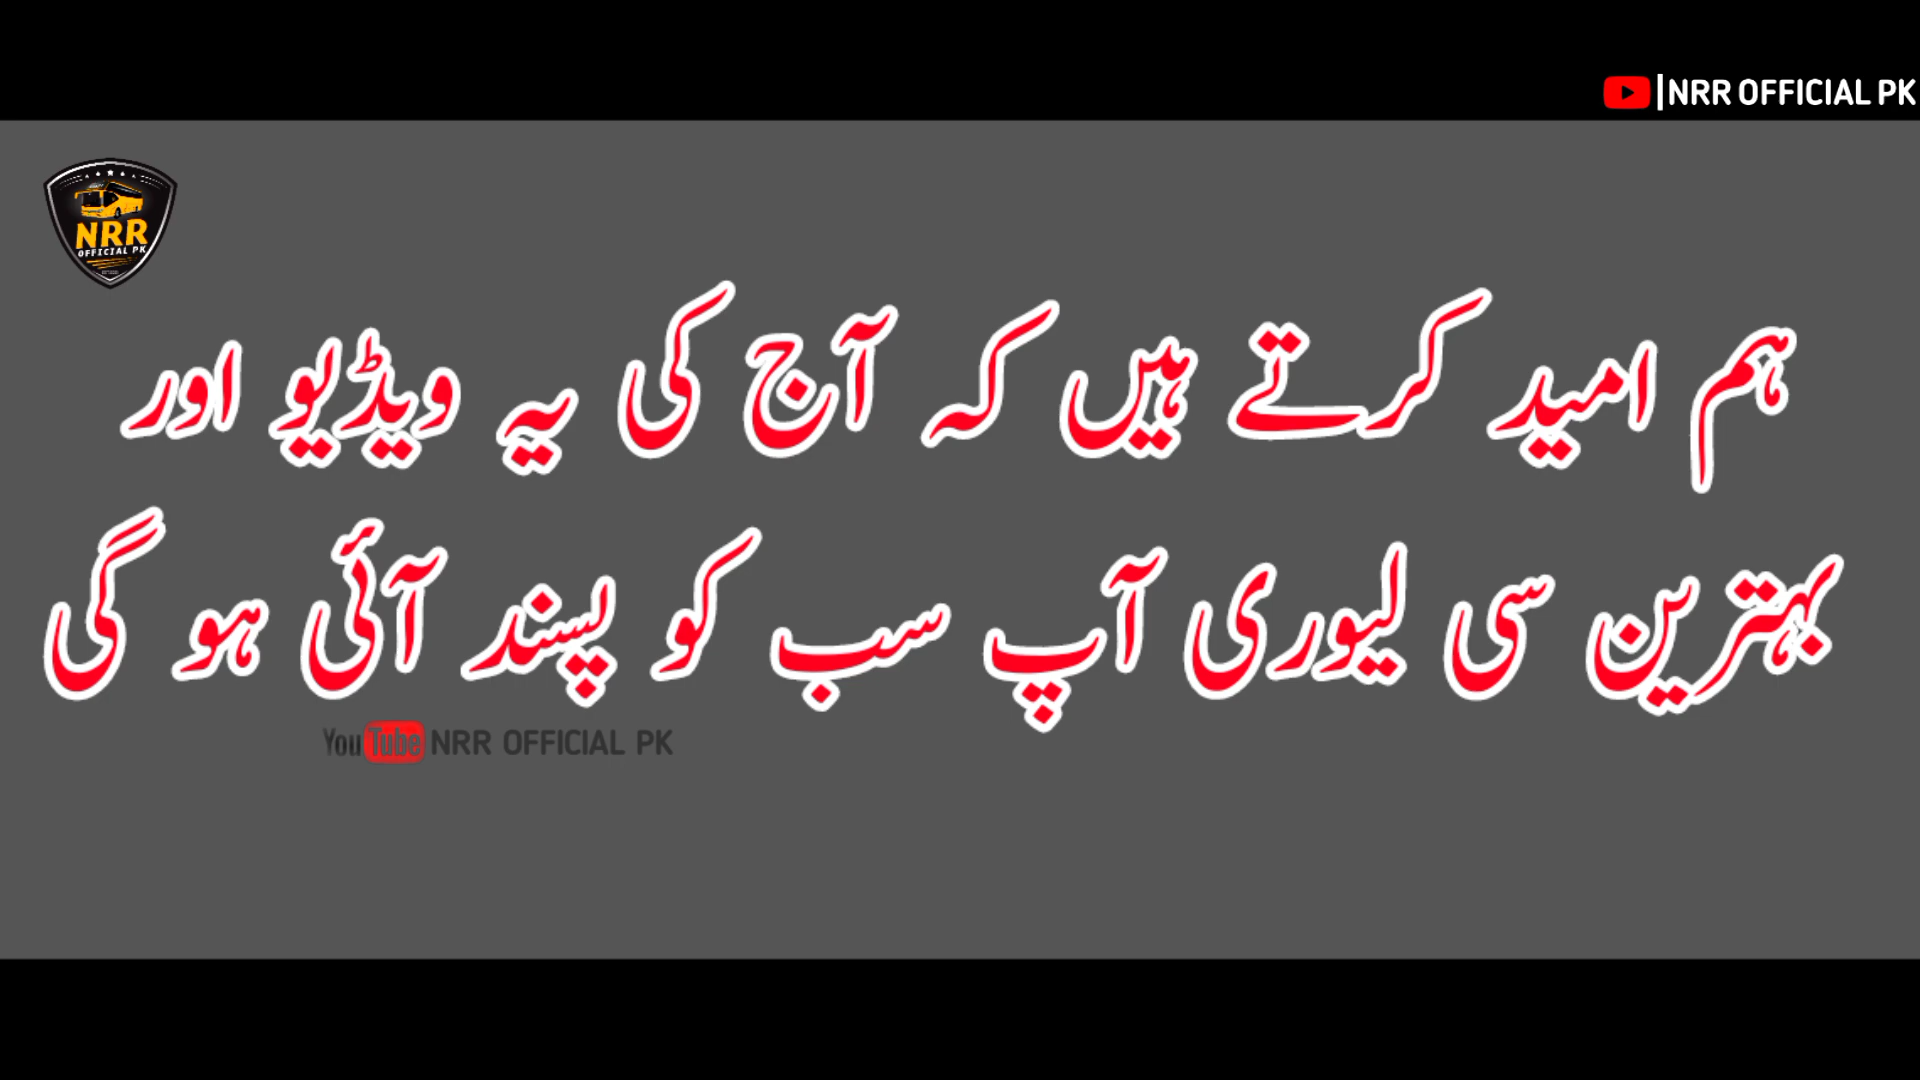 NRR OFFICIAL PK
NRR
OFFICIAL PK
ہم امید کرتے ہیں کہ آج کی یہ ویڈیو اور
بہترین سی لیوری آپ سب کو پسند آئی ہو گی
YouTube NRR OFFICIAL PK